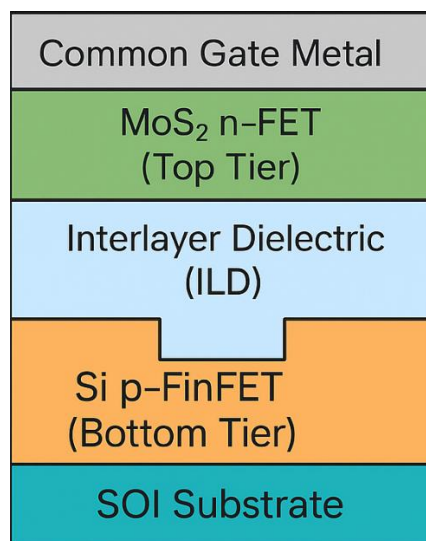 Common Gate Metal
MoS₂ n–FET
(Top Tier)
Interlayer Dielectric
(ILD)
Si p–FinFET
(Bottom Tier)
SOI Substrate